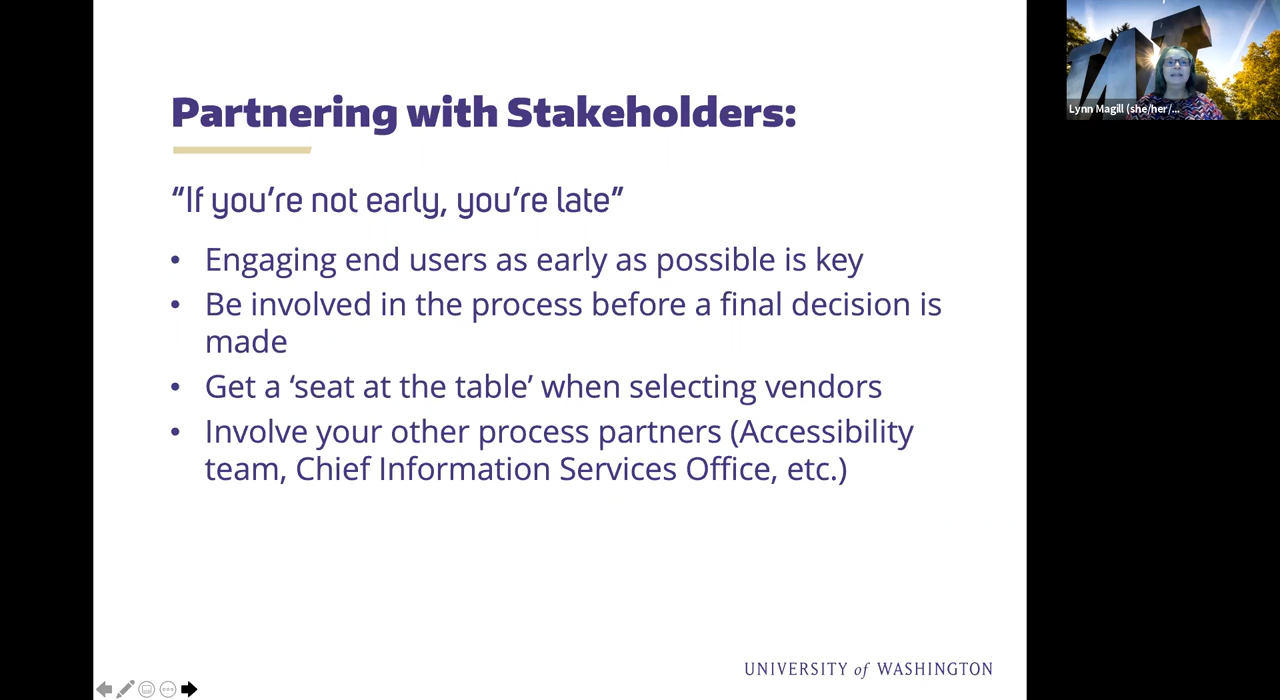 Partnering with Stakeholders:
“If you’re not early, you’re late”
• Engaging end users as early as possible is key
• Be involved in the process before a final decision is
made
• Get a ‘seat at the table’ when selecting vendors
• Involve your other process partners (Accessibility
team, Chief Information Services Office, etc.)
UNIVERSITY of WASHINGTON
Lynn Magill (she/her/...